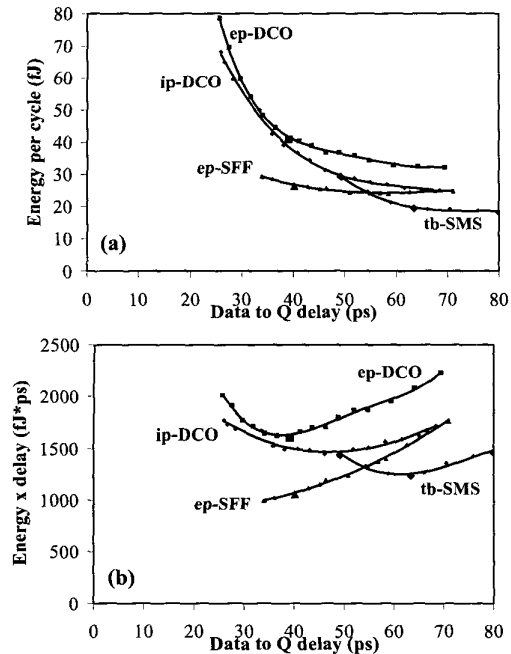 80
70
60
50
40
30
20
10
0
Energy per cycle (fJ)
ep-DCO
ip-DCO
ep-SFF
tb-SMS
(a)
0 10 20 30 40 50 60 70 80
Data to Q delay (ps)
2500
2000
1500
1000
500
0
Energy x delay (fJ*ps)
ep-DCO
ip-DCO
ep-SFF
tb-SMS
(b)
0 10 20 30 40 50 60 70 80
Data to Q delay (ps)